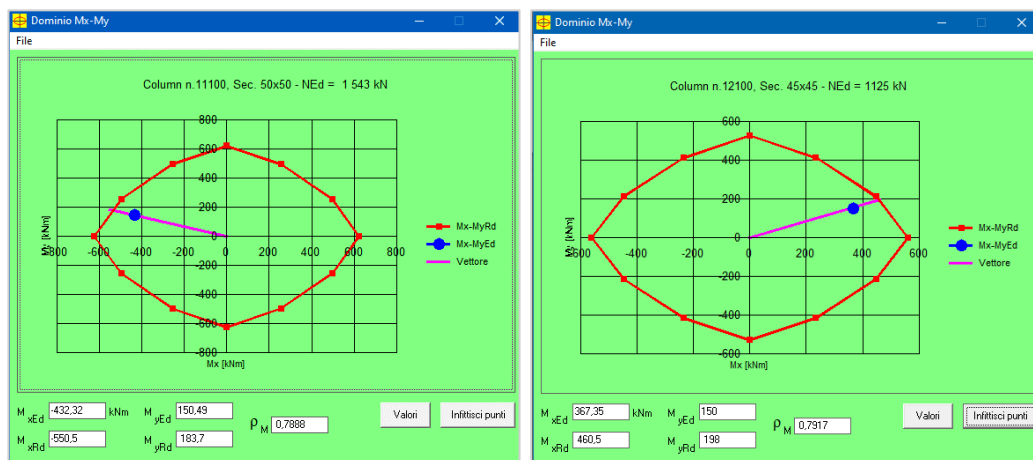 Dominio Mx-My
File
Column n.11100, Sec. 50x50 - NEd = 1 543 kN
800
600
400
200
0
-200
-400
-600
-800
-800 -600 -400 -200 0 200 400 600 800
My [kNm]
Mx [kNm]
Mx-MyRd
Mx-MyEd
Vettore
M xEd -432,32 kNm M yEd 150,49
M xRd -550,5 M yRd 183,7
ρ M 0,7888
Valori Infittisci punti
Dominio Mx-My
File
Column n.12100, Sec. 45x45 - NEd = 1125 kN
600
400
200
0
-200
-400
-600
-600 -400 -200 0 200 400 600
My [kNm]
Mx [kNm]
Mx-MyRd
Mx-MyEd
Vettore
M xEd 367,35 kNm M yEd 150
M xRd 460,5 M yRd 198
ρ M 0,7917
Valori Infittisci punti